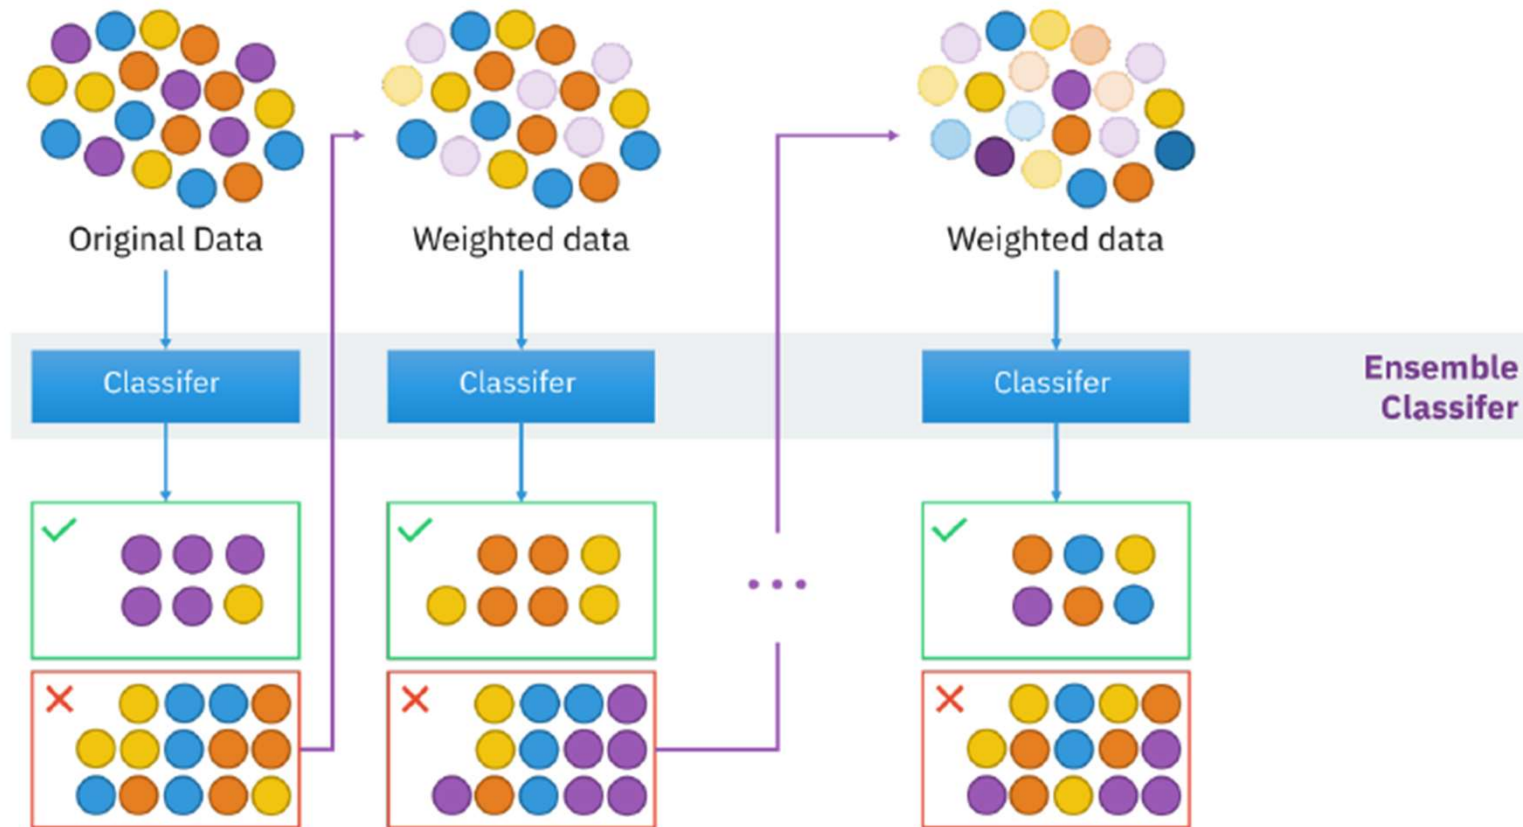 Original Data
Weighted data
Weighted data
Classifer
Classifer
Classifer
Ensemble
Classifer